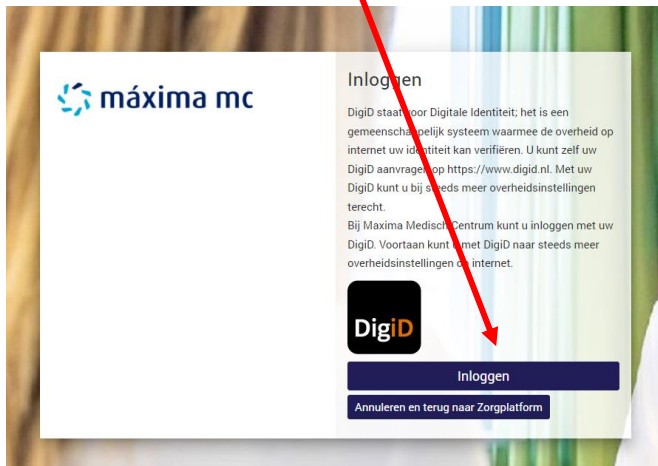 máxima mc
Inloggen
DigiD staat voor Digitale Identiteit; het is een
gemeenschappelijk systeem waarmee de overheid op
internet uw identiteit kan verifiëren. U kunt zelf uw
DigiD aanvragen op https://www.digid.nl. Met uw
DigiD kunt u bij steeds meer overheidsinstellingen
terecht.
Bij Maxima Medisch Centrum kunt u inloggen met uw
DigiD. Voortaan kunt u met DigiD naar steeds meer
overheidsinstellingen op internet.
DigiD
Inloggen
Annuleren en terug naar Zorgplatform